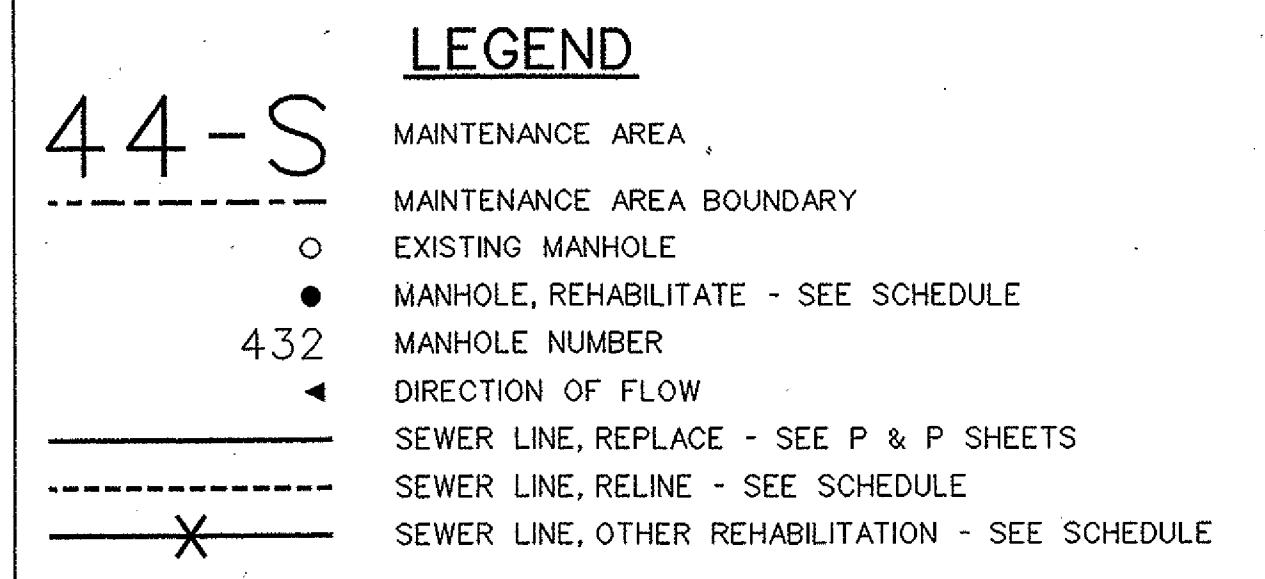 LEGEND
44-S MAINTENANCE AREA
MAINTENANCE AREA BOUNDARY
EXISTING MANHOLE
MANHOLE, REHABILITATE - SEE SCHEDULE
432 MANHOLE NUMBER
DIRECTION OF FLOW
SEWER LINE, REPLACE - SEE P & P SHEETS
SEWER LINE, RELINE - SEE SCHEDULE
SEWER LINE, OTHER REHABILITATION - SEE SCHEDULE